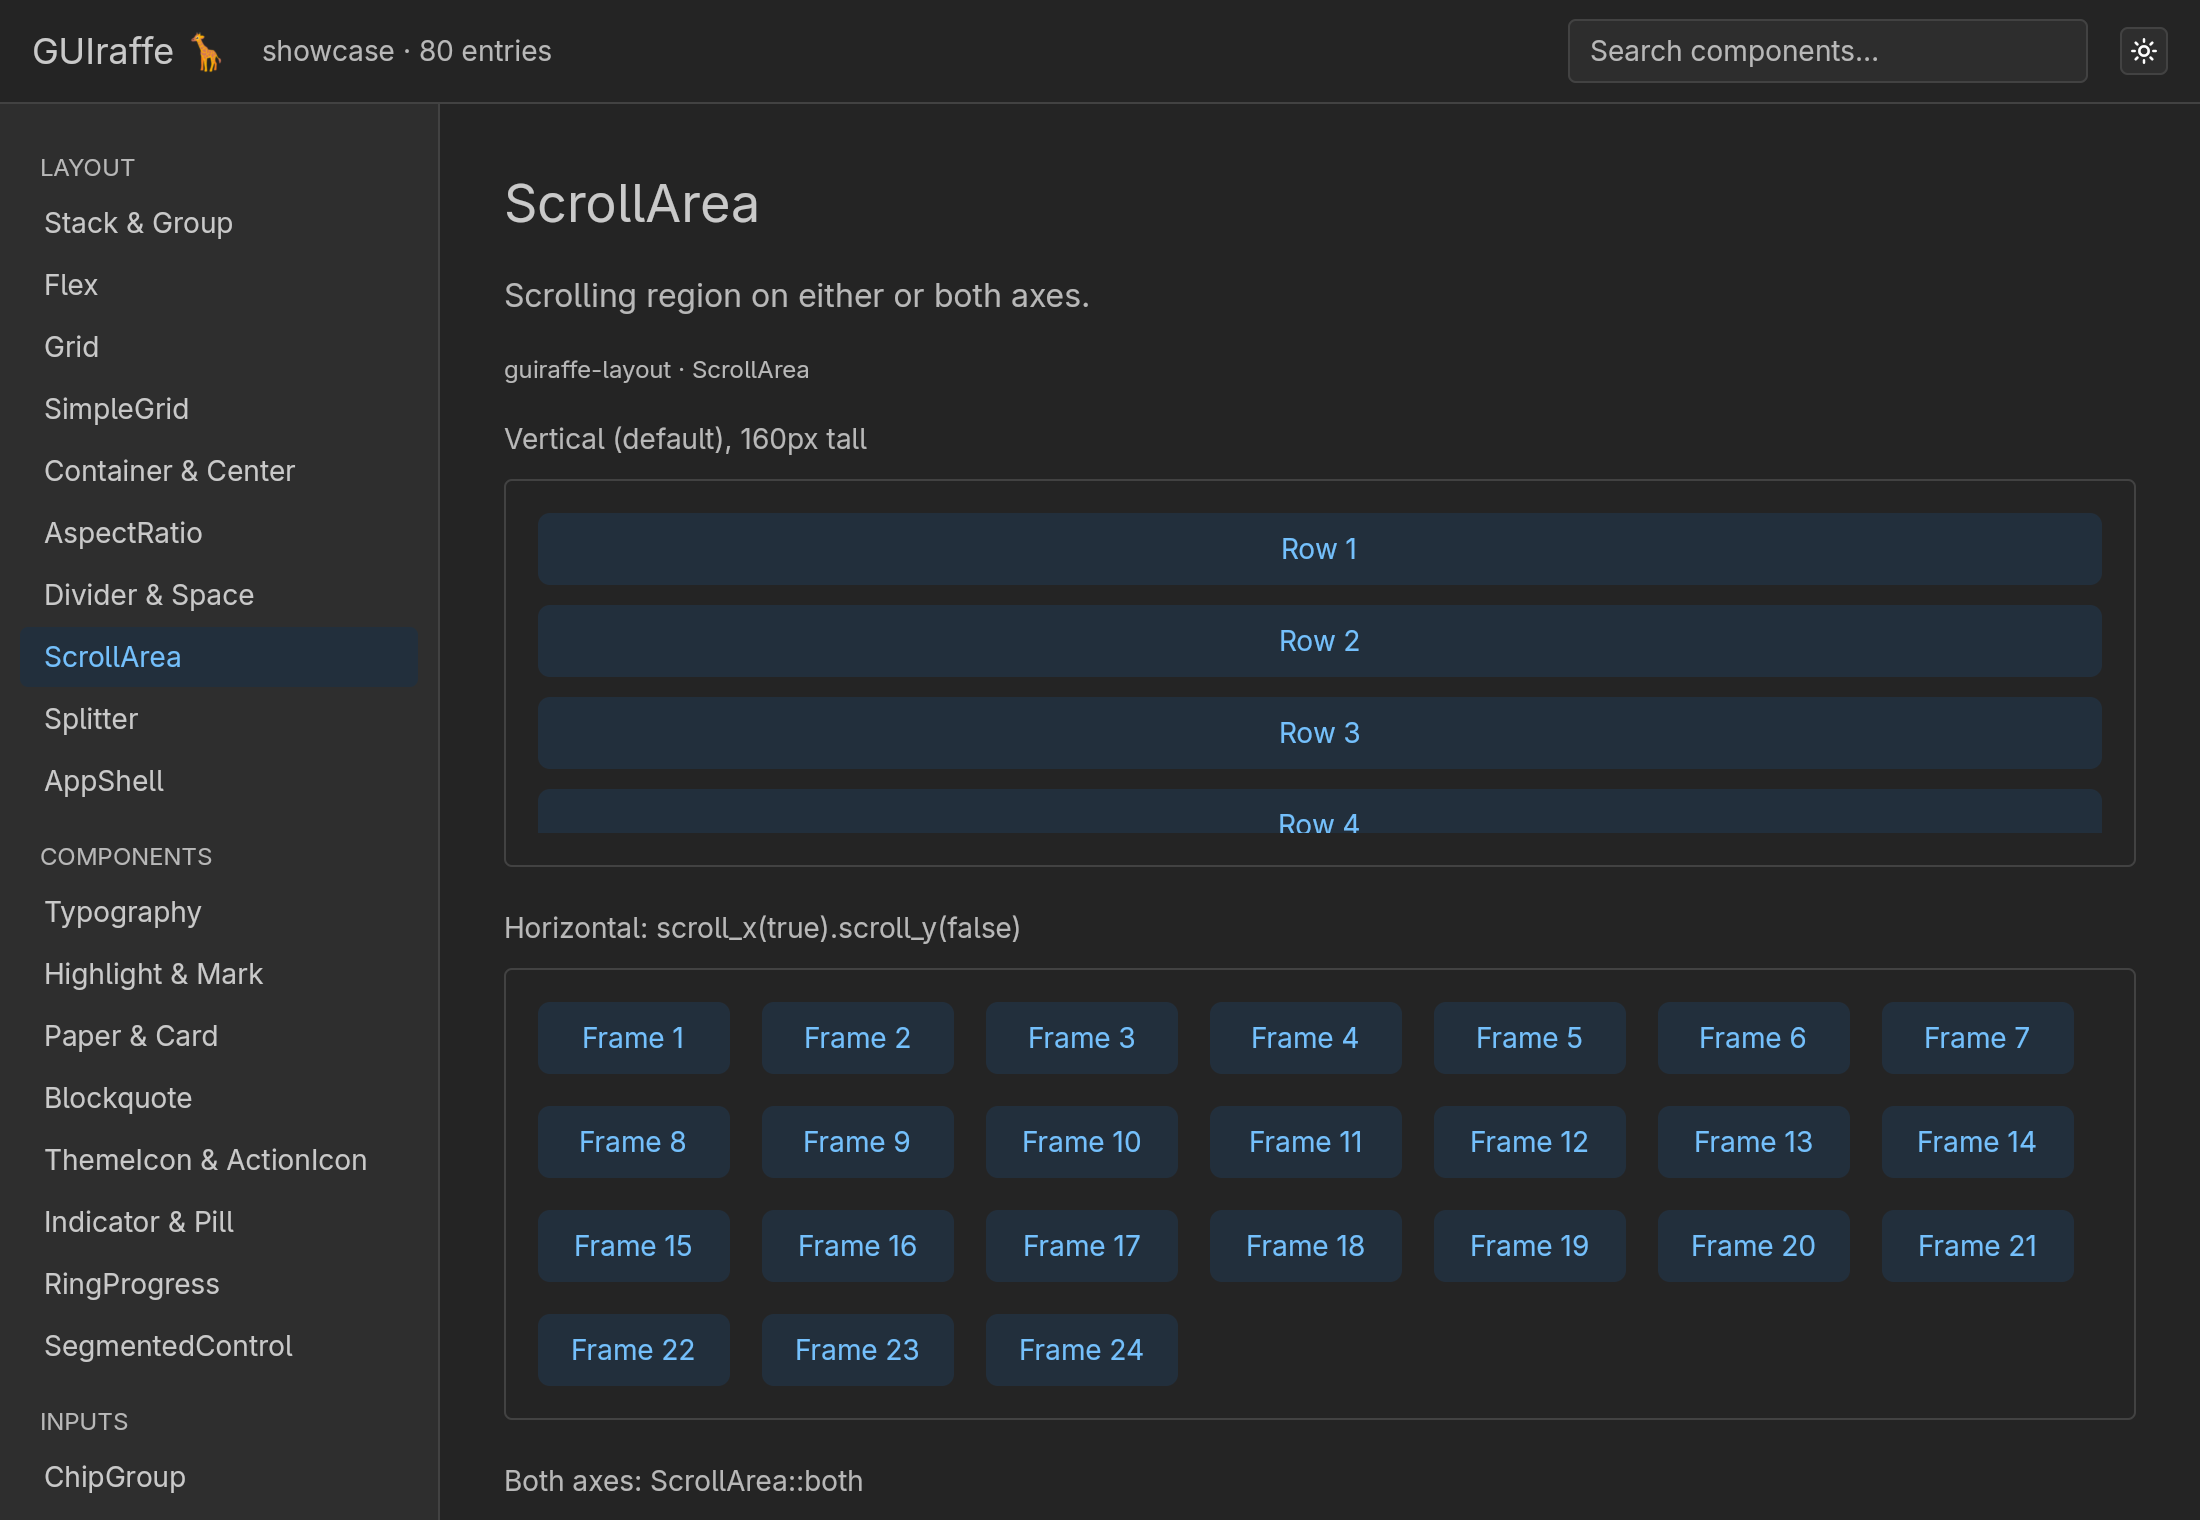 GUIraffe 🦒 showcase · 80 entries
Search components...
LAYOUT
Stack & Group
Flex
Grid
SimpleGrid
Container & Center
AspectRatio
Divider & Space
ScrollArea
Splitter
AppShell
COMPONENTS
Typography
Highlight & Mark
Paper & Card
Blockquote
ThemeIcon & ActionIcon
Indicator & Pill
RingProgress
SegmentedControl
INPUTS
ChipGroup
ScrollArea
Scrolling region on either or both axes.
guiraffe-layout · ScrollArea
Vertical (default), 160px tall
Row 1
Row 2
Row 3
Row 4
Horizontal: scroll_x(true).scroll_y(false)
Frame 1 Frame 2 Frame 3 Frame 4 Frame 5 Frame 6 Frame 7
Frame 8 Frame 9 Frame 10 Frame 11 Frame 12 Frame 13 Frame 14
Frame 15 Frame 16 Frame 17 Frame 18 Frame 19 Frame 20 Frame 21
Frame 22 Frame 23 Frame 24
Both axes: ScrollArea::both